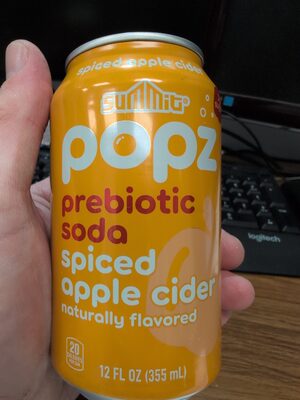 spiced apple cider
summit®
popz
prebiotic
soda
spiced
apple cider
naturally flavored
20
12 FL OZ (355 mL)
logitech